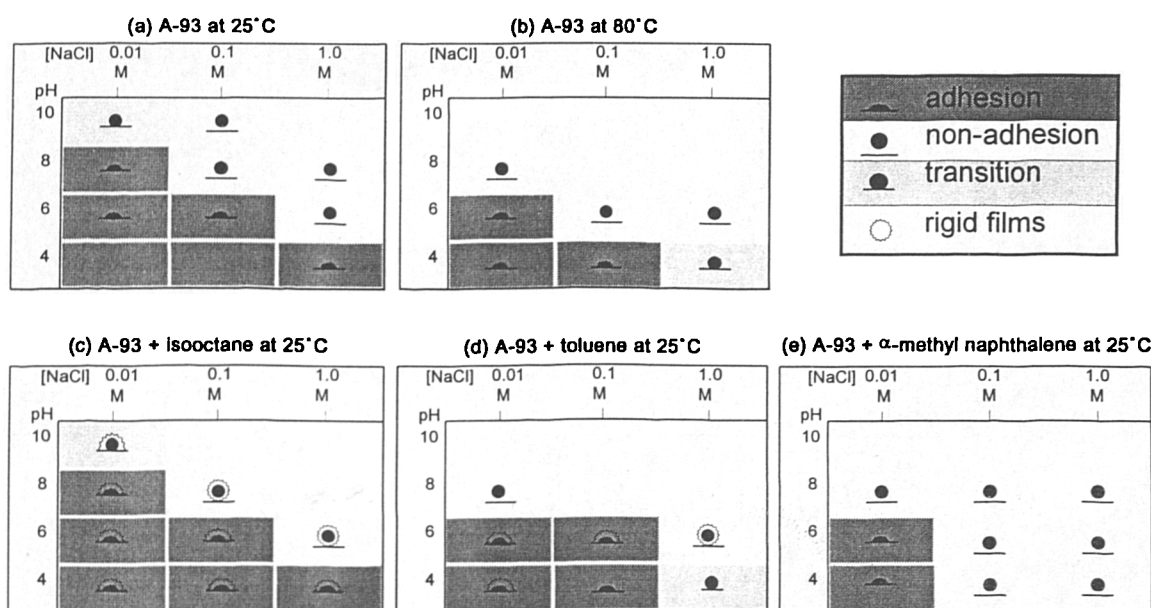 (a) A-93 at 25°C
[NaCl] 0.01 0.1 1.0
M M M
pH
10
8
6
4
(b) A-93 at 80°C
[NaCl] 0.01 0.1 1.0
M M M
pH
10
8
6
4
adhesion
non-adhesion
transition
rigid films
(c) A-93 + isooctane at 25°C
[NaCl] 0.01 0.1 1.0
M M M
pH
10
8
6
4
(d) A-93 + toluene at 25°C
[NaCl] 0.01 0.1 1.0
M M M
pH
10
8
6
4
(e) A-93 + α-methyl naphthalene at 25°C
[NaCl] 0.01 0.1 1.0
M M M
pH
10
8
6
4